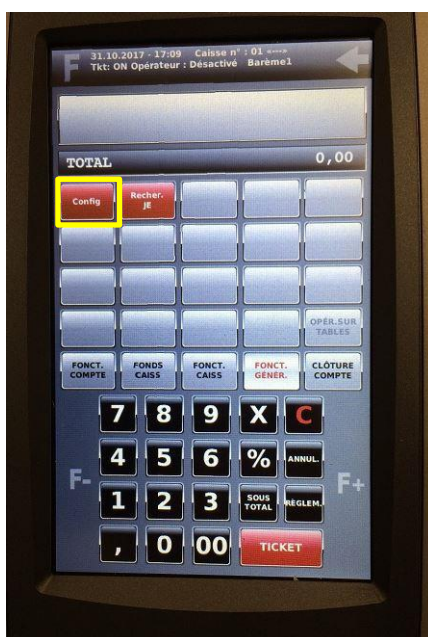 F 31.10.2017 - 17:09 Caisse n° : 01 <---->
Tkt: ON Opérateur : Désactivé Barème1
TOTAL 0,00
Config
Recher.
JE
OPÉR.SUR
TABLES
FONCT.
COMPTE
FONDS
CAISS
FONCT.
CAISS
FONCT.
GÉNÉR.
CLÔTURE
COMPTE
7 8 9 X C
4 5 6 % ANNUL.
F- F+
1 2 3 SOUS
TOTAL RÈGLEM.
, 0 00 TICKET